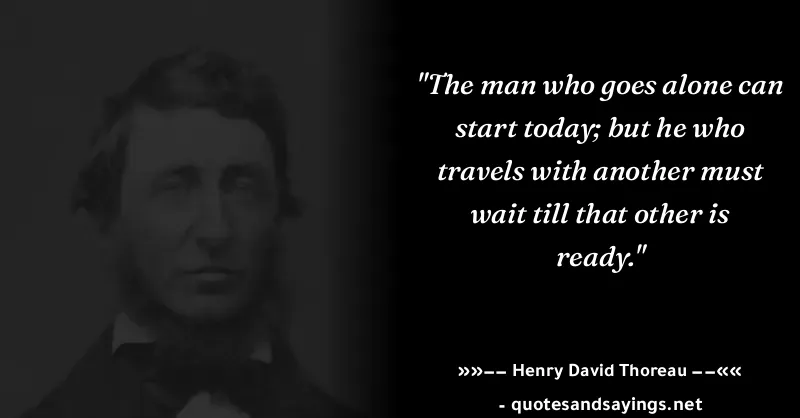 "The man who goes alone can
start today; but he who
travels with another must
wait till that other is
ready."
»»−− Henry David Thoreau −−««
- quotesandsayings.net